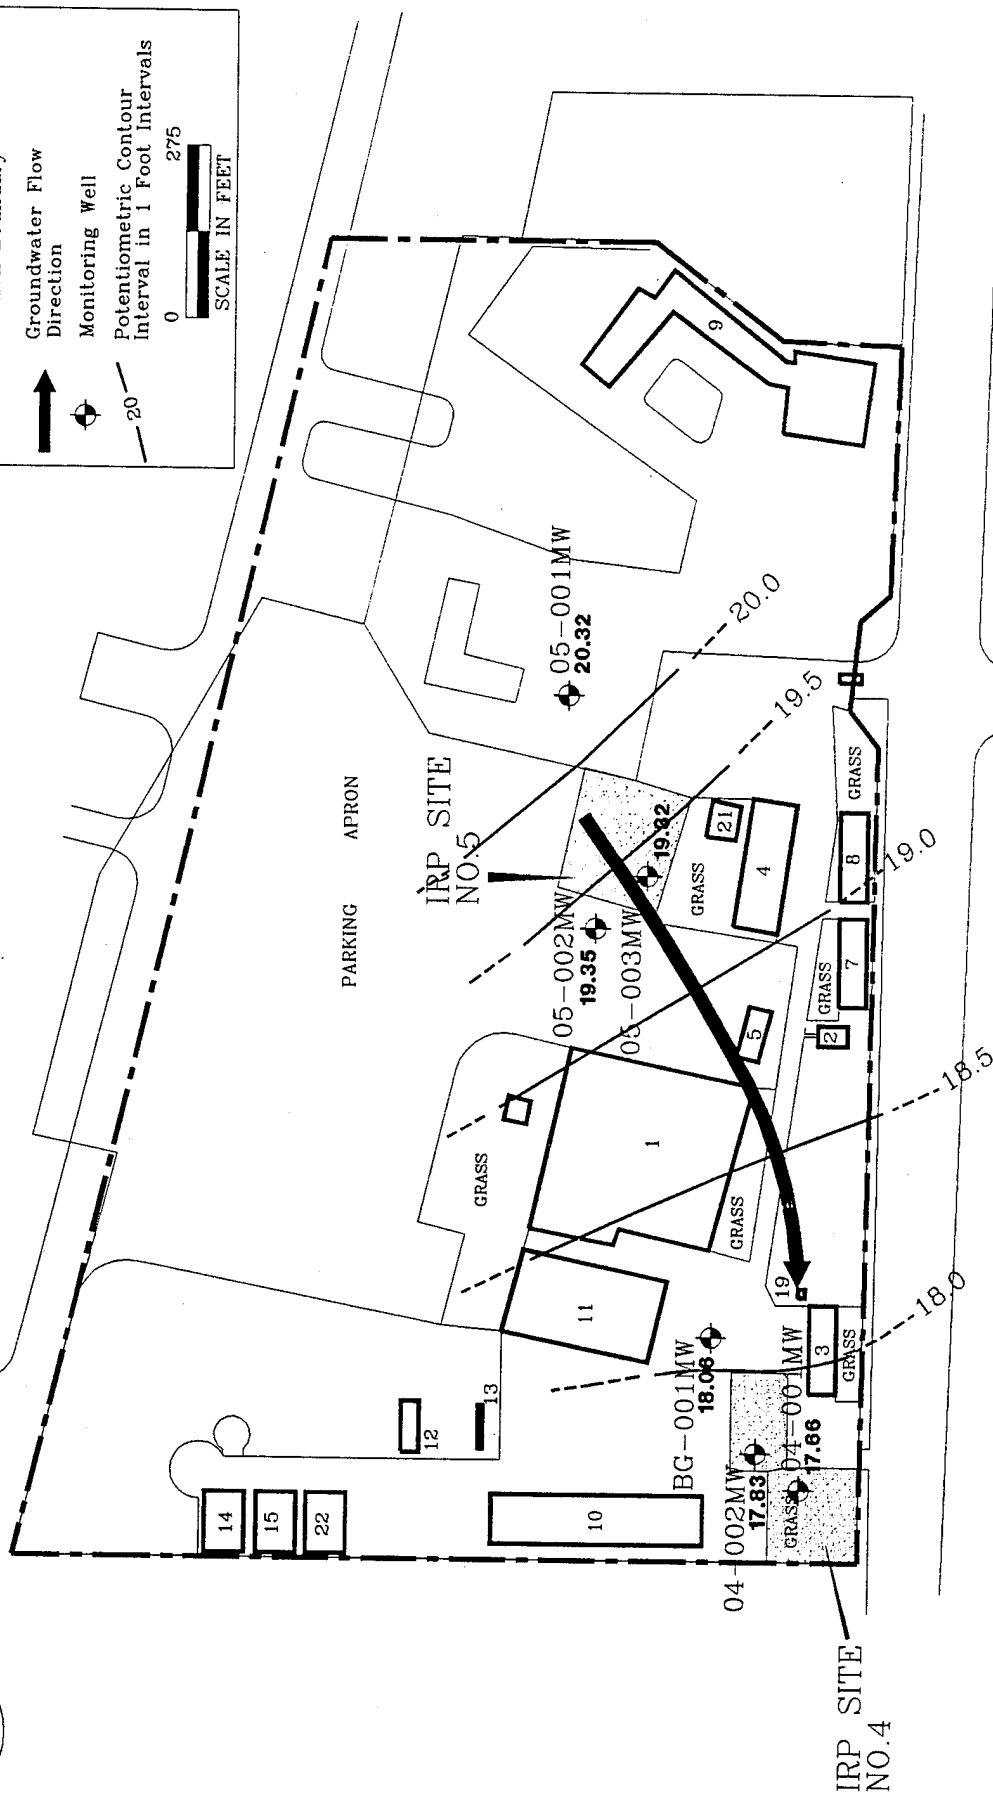 Groundwater Flow
Direction
Monitoring Well
20
Potentiometric Contour
Interval in 1 Foot Intervals
0
275
SCALE IN FEET
PARKING APRON
IRP SITE
NO.5
05-001MW
20.32
05-002MW
19.35
05-003MW
19.32
20.0
19.5
19.0
18.5
18.0
GRASS
GRASS
GRASS
GRASS
GRASS
GRASS
GRASS
BG-001MW
18.06
04-001MW
17.66
04-002MW
17.83
IRP SITE
NO.4
1
2
3
4
5
7
8
9
10
11
12
13
14
15
19
21
22